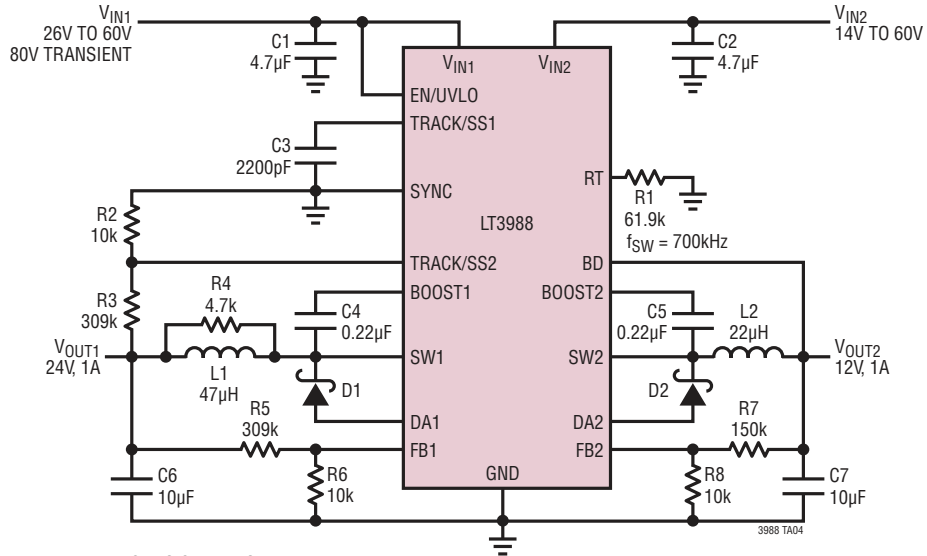 VIN1
26V TO 60V
80V TRANSIENT
C1
4.7µF
VIN1
VIN2
C2
4.7µF
VIN2
14V TO 60V
EN/UVLO
TRACK/SS1
C3
2200pF
SYNC
RT
R1
61.9k
fSW = 700kHz
LT3988
R2
10k
TRACK/SS2
BD
R3
309k
R4
4.7k
BOOST1
BOOST2
C4
0.22µF
C5
0.22µF
L2
22µH
VOUT1
24V, 1A
L1
47µH
SW1
SW2
VOUT2
12V, 1A
D1
D2
DA1
DA2
R5
309k
R7
150k
FB1
FB2
C6
10µF
R6
10k
GND
R8
10k
C7
10µF
3988 TA04